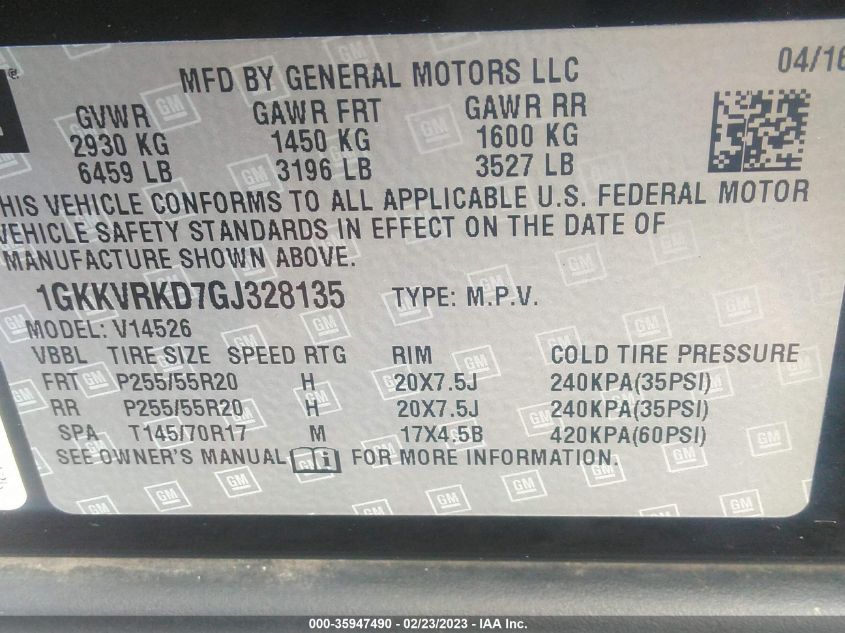 MFD BY GENERAL MOTORS LLC 04/16
GVWR GAWR FRT GAWR RR
2930 KG 1450 KG 1600 KG
6459 LB 3196 LB 3527 LB
HIS VEHICLE CONFORMS TO ALL APPLICABLE U.S. FEDERAL MOTOR
VEHICLE SAFETY STANDARDS IN EFFECT ON THE DATE OF
MANUFACTURE SHOWN ABOVE.
1GKKVRKD7GJ328135 TYPE: M.P.V.
MODEL: V14526
VBBL TIRE SIZE SPEED RTG RIM COLD TIRE PRESSURE
FRT P255/55R20 H 20X7.5J 240KPA(35PSI)
RR P255/55R20 H 20X7.5J 240KPA(35PSI)
SPA T145/70R17 M 17X4.5B 420KPA(60PSI)
SEE OWNER'S MANUAL i FOR MORE INFORMATION.
000-35947490 - 02/23/2023 - IAA Inc.